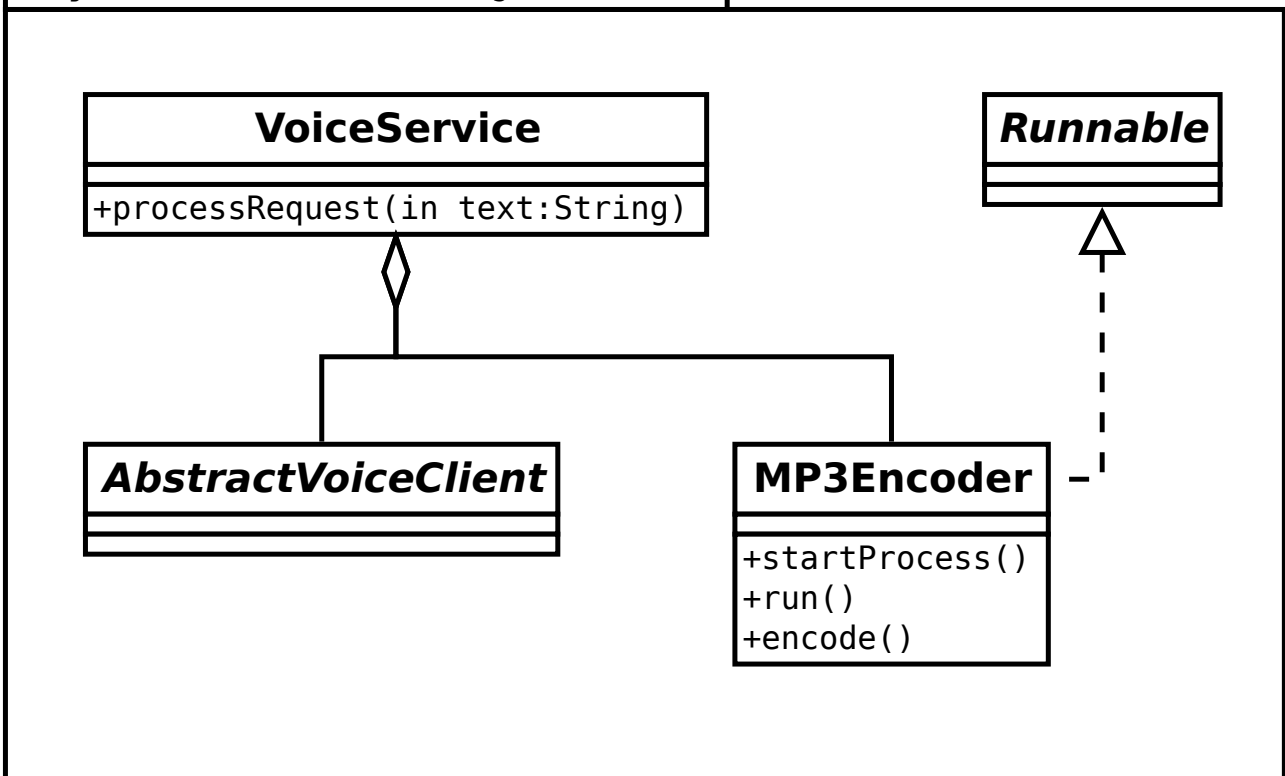 VoiceService
Runnable
+processRequest(in text:String)
AbstractVoiceClient
MP3Encoder
+startProcess()
+run()
+encode()